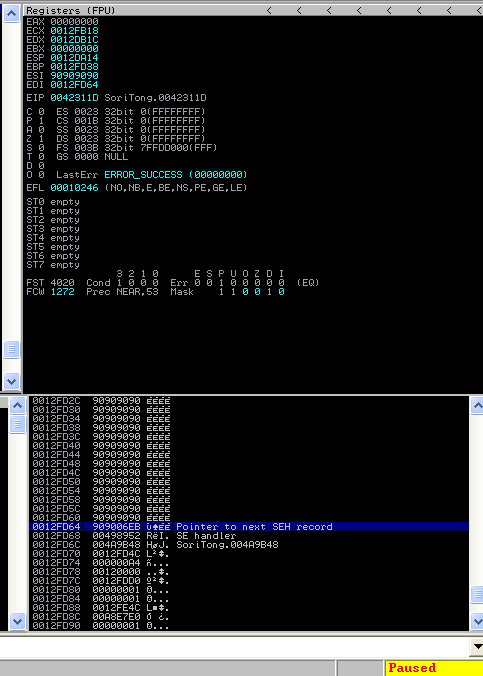 Registers (FPU) < < < < < < <
EAX 00000000
ECX 0012FB18
EDX 0012DB1C
EBX 00000000
ESP 0012DA14
EBP 0012FD38
ESI 90909090
EDI 0012FD64
EIP 0042311D SoriTong.0042311D
C 0 ES 0023 32bit 0(FFFFFFFF)
P 1 CS 001B 32bit 0(FFFFFFFF)
A 0 SS 0023 32bit 0(FFFFFFFF)
Z 1 DS 0023 32bit 0(FFFFFFFF)
S 0 FS 003B 32bit 7FFDD000(FFF)
T 0 GS 0000 NULL
D 0
O 0 LastErr ERROR_SUCCESS (00000000)
EFL 00010246 (NO,NB,E,BE,NS,PE,GE,LE)
ST0 empty
ST1 empty
ST2 empty
ST3 empty
ST4 empty
ST5 empty
ST6 empty
ST7 empty
3 2 1 0 E S P U O Z D I
FST 4020 Cond 1 0 0 0 Err 0 0 1 0 0 0 0 0 (EQ)
FCW 1272 Prec NEAR,53 Mask 1 1 0 0 1 0
0012FD2C 90909090 ÉÉÉÉ
0012FD30 90909090 ÉÉÉÉ
0012FD34 90909090 ÉÉÉÉ
0012FD38 90909090 ÉÉÉÉ
0012FD3C 90909090 ÉÉÉÉ
0012FD40 90909090 ÉÉÉÉ
0012FD44 90909090 ÉÉÉÉ
0012FD48 90909090 ÉÉÉÉ
0012FD4C 90909090 ÉÉÉÉ
0012FD50 90909090 ÉÉÉÉ
0012FD54 90909090 ÉÉÉÉ
0012FD58 90909090 ÉÉÉÉ
0012FD5C 90909090 ÉÉÉÉ
0012FD60 90909090 ÉÉÉÉ
0012FD64 909006EB Pointer to next SEH record
0012FD68 00498952 SE handler
0012FD6C 004A9B48 SoriTong.004A9B48
0012FD70 0012FD4C
0012FD74 000000A4 ñ...
0012FD78 00120000 ..$.
0012FD7C 0012FDD0
0012FD80 00000001 0...
0012FD84 00000001 0...
0012FD88 0012FE4C
0012FD8C 00A8E7E0
0012FD90 00000001 0...
Paused